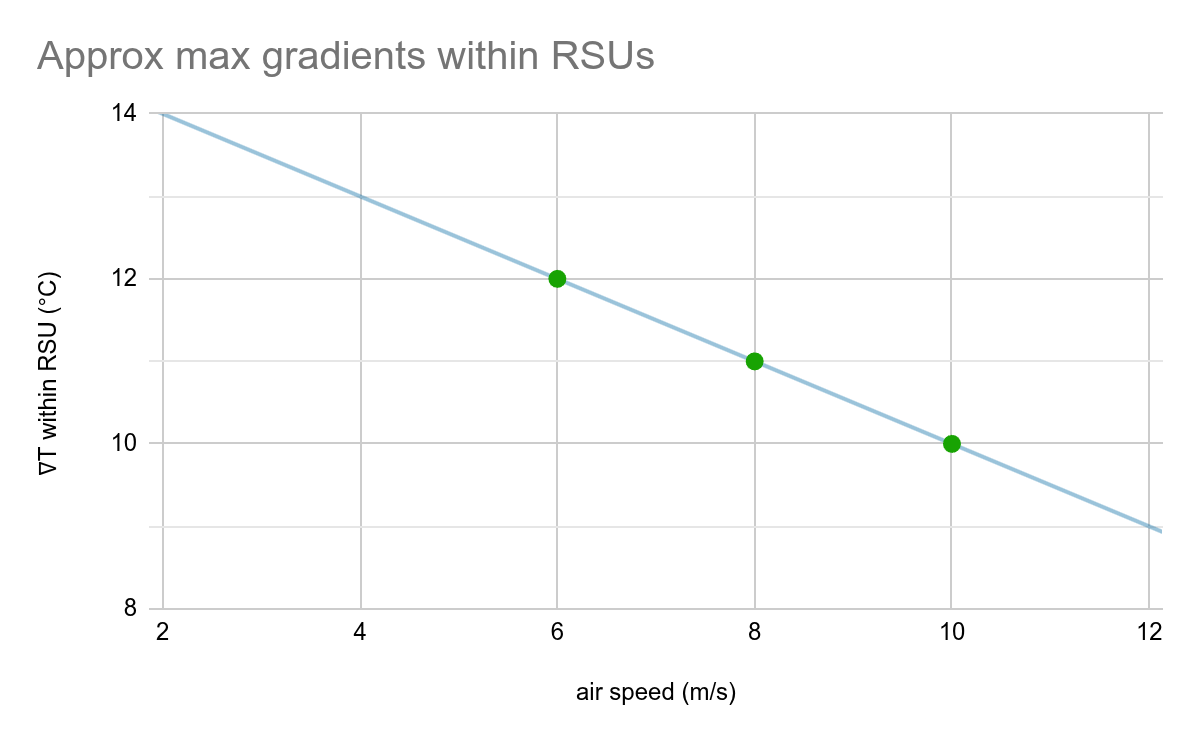 Approx max gradients within RSUs
14
12
10
8
∇T within RSU (°C)
2 4 6 8 10 12
air speed (m/s)